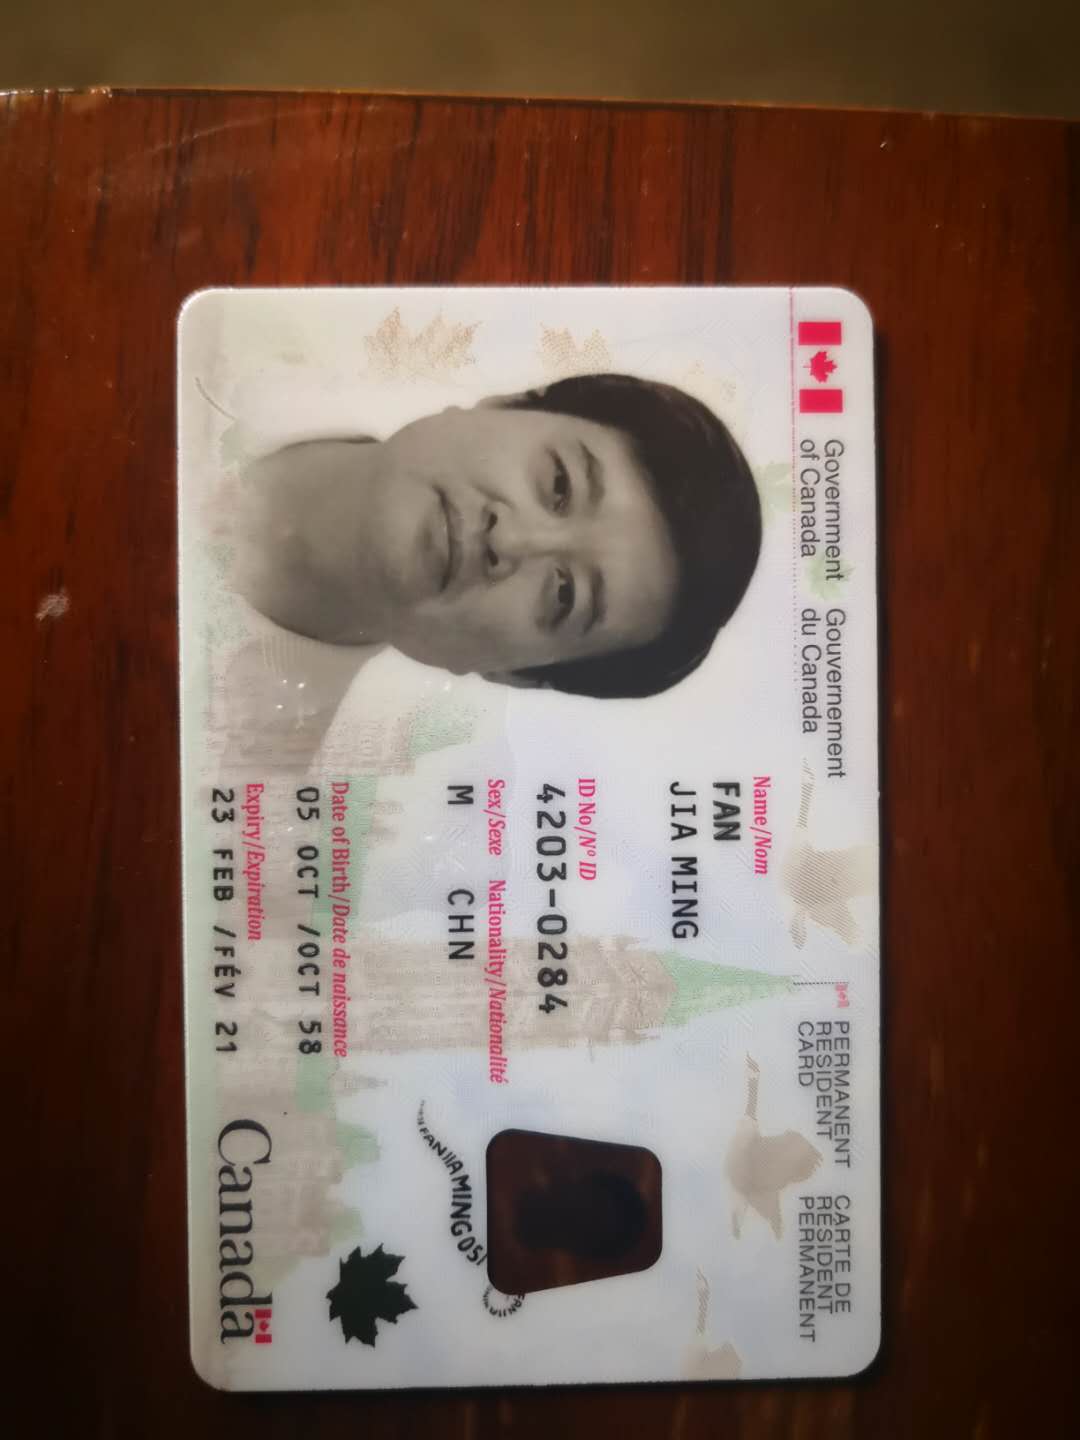 Government of Canada
Gouvernement du Canada
PERMANENT RESIDENT CARD
CARTE DE RÉSIDENT PERMANENT
Name/Nom
FAN
JIA MING
ID No/Nº ID
4203-0284
Sex/Sexe Nationality/Nationalité
M CHN
Date of Birth/Date de naissance
05 OCT /OCT 58
Expiry/Expiration
23 FEB /FÉV 21
FANJIAMING05
Canada